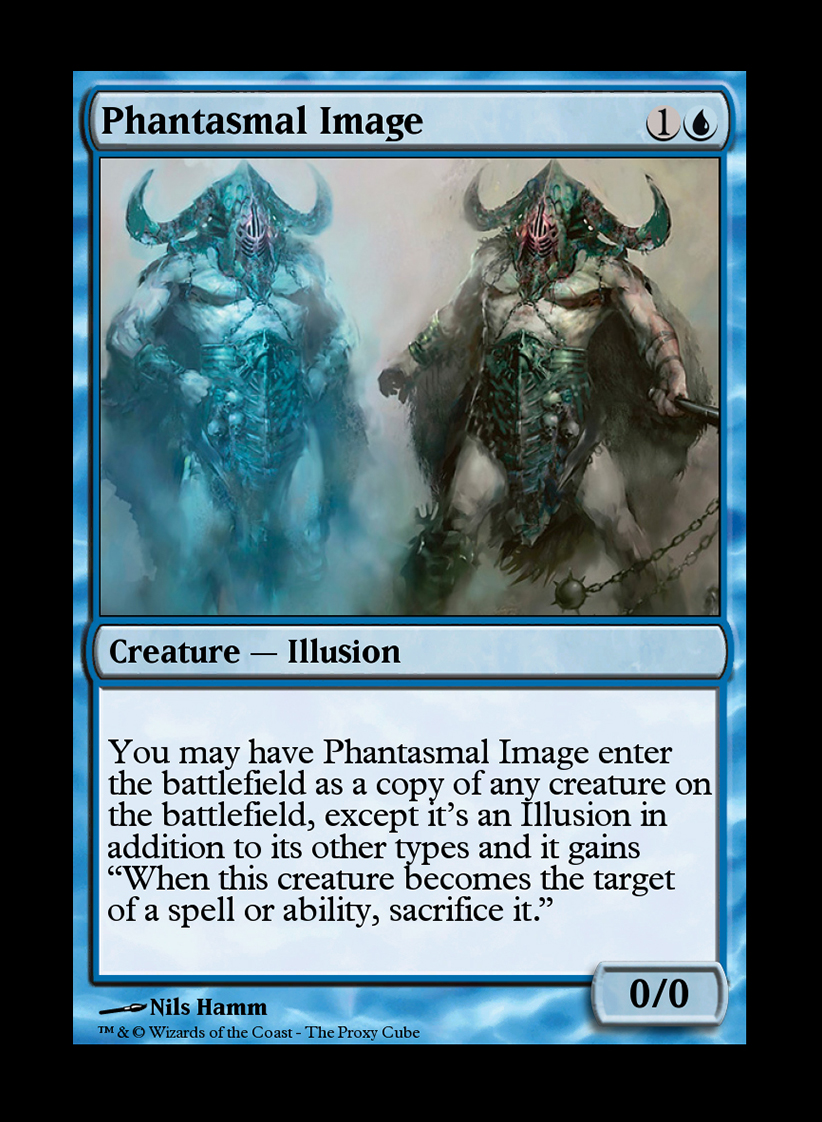 Phantasmal Image 1
Creature — Illusion
You may have Phantasmal Image enter
the battlefield as a copy of any creature on
the battlefield, except it’s an Illusion in
addition to its other types and it gains
“When this creature becomes the target
of a spell or ability, sacrifice it.”
0/0
Nils Hamm
™ & © Wizards of the Coast - The Proxy Cube